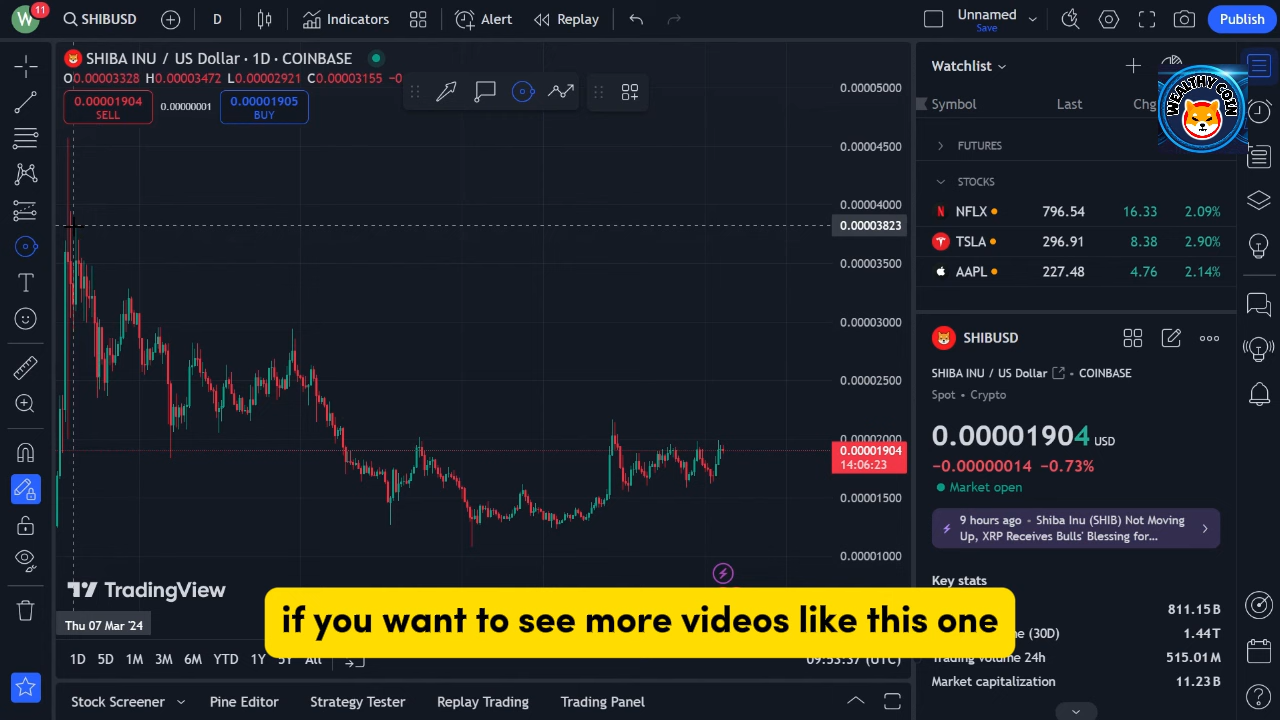 W
11
SHIBUSD
D
Indicators
Alert
Replay
Unnamed
Save
Publish
SHIBA INU / US Dollar · 1D · COINBASE
O0.00003328 H0.00003472 L0.00002921 C0.00003155 −0
0.00001904
SELL
0.00000001
0.00001905
BUY
0.00005000
0.00004500
0.00004000
0.00003823
0.00003500
0.00003000
0.00002500
0.00002000
0.00001904
14:06:23
0.00001500
0.00001000
TradingView
Thu 07 Mar '24
if you want to see more videos like this one
1D 5D 1M 3M 6M YTD 1Y 5Y All
09:53:37 (UTC)
Stock Screener
Pine Editor
Strategy Tester
Replay Trading
Trading Panel
Watchlist
WEALTHY COIN
Symbol Last Chg
FUTURES
STOCKS
NFLX 796.54 16.33 2.09%
TSLA 296.91 8.38 2.90%
AAPL 227.48 4.76 2.14%
SHIBUSD
SHIBA INU / US Dollar • COINBASE
Spot • Crypto
0.00001904 USD
−0.00000014 −0.73%
Market open
9 hours ago • Shiba Inu (SHIB) Not Moving
Up, XRP Receives Bulls' Blessing for...
Key stats
811.15 B
(30D) 1.44 T
Trading volume 24h 515.01 M
Market capitalization 11.23 B